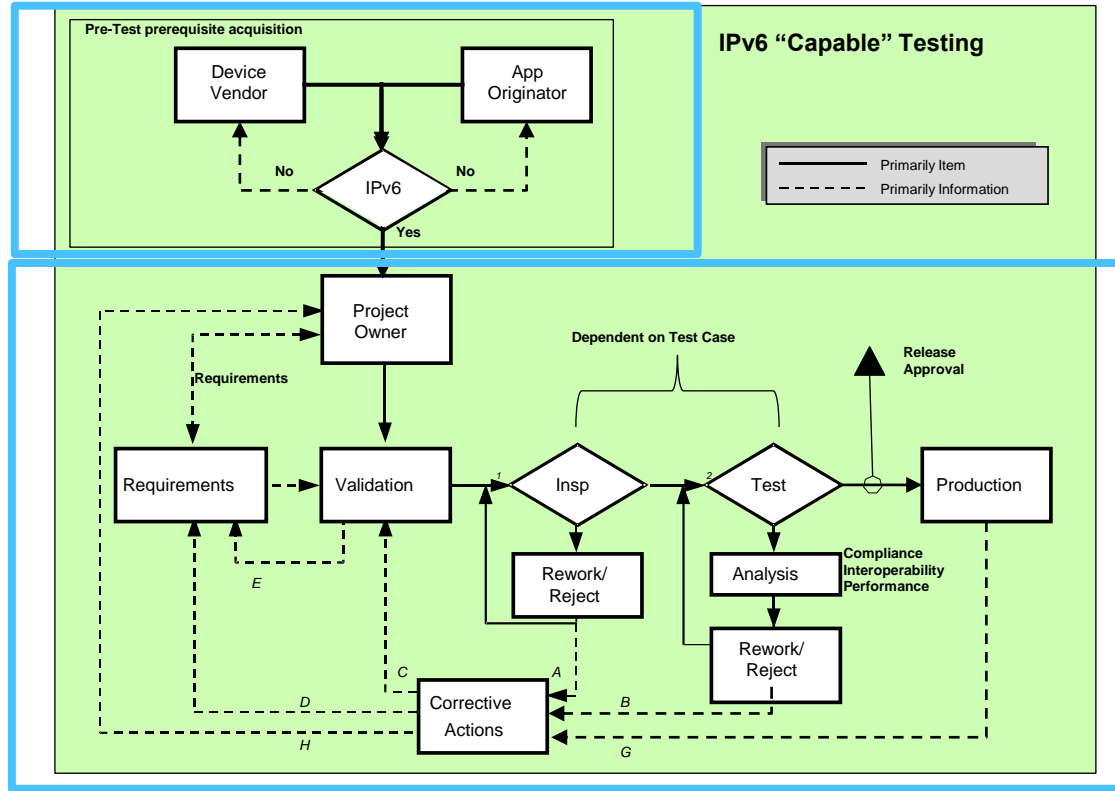 Pre-Test prerequisite acquisition
IPv6 “Capable” Testing
Device
Vendor
App
Originator
Primarily Item
Primarily Information
No
No
IPv6
Yes
Project
Owner
Dependent on Test Case
Release
Approval
Requirements
Requirements
Validation
1
Insp
2
Test
Production
Rework/
Reject
Analysis
Compliance
Interoperability
Performance
E
Rework/
Reject
C
A
Corrective
Actions
D
B
H
G